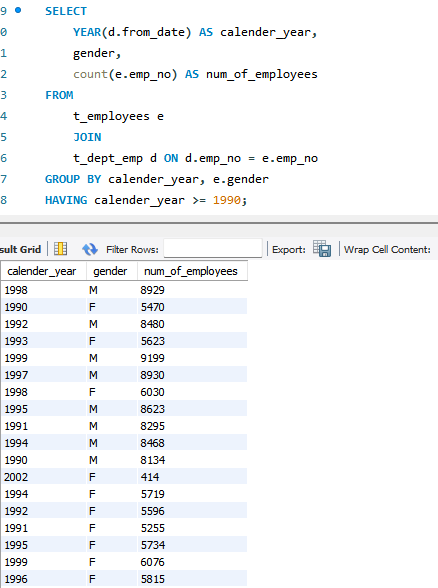 9 SELECT
0 YEAR(d.from_date) AS calender_year,
1 gender,
2 count(e.emp_no) AS num_of_employees
3 FROM
4 t_employees e
5 JOIN
6 t_dept_emp d ON d.emp_no = e.emp_no
7 GROUP BY calender_year, e.gender
8 HAVING calender_year >= 1990;
sult Grid Filter Rows: Export: Wrap Cell Content:
calender_year gender num_of_employees
1998 M 8929
1990 F 5470
1992 M 8480
1993 F 5623
1999 M 9199
1997 M 8930
1998 F 6030
1995 M 8623
1991 M 8295
1994 M 8468
1990 M 8134
2002 F 414
1994 F 5719
1992 F 5596
1991 F 5255
1995 F 5734
1999 F 6076
1996 F 5815